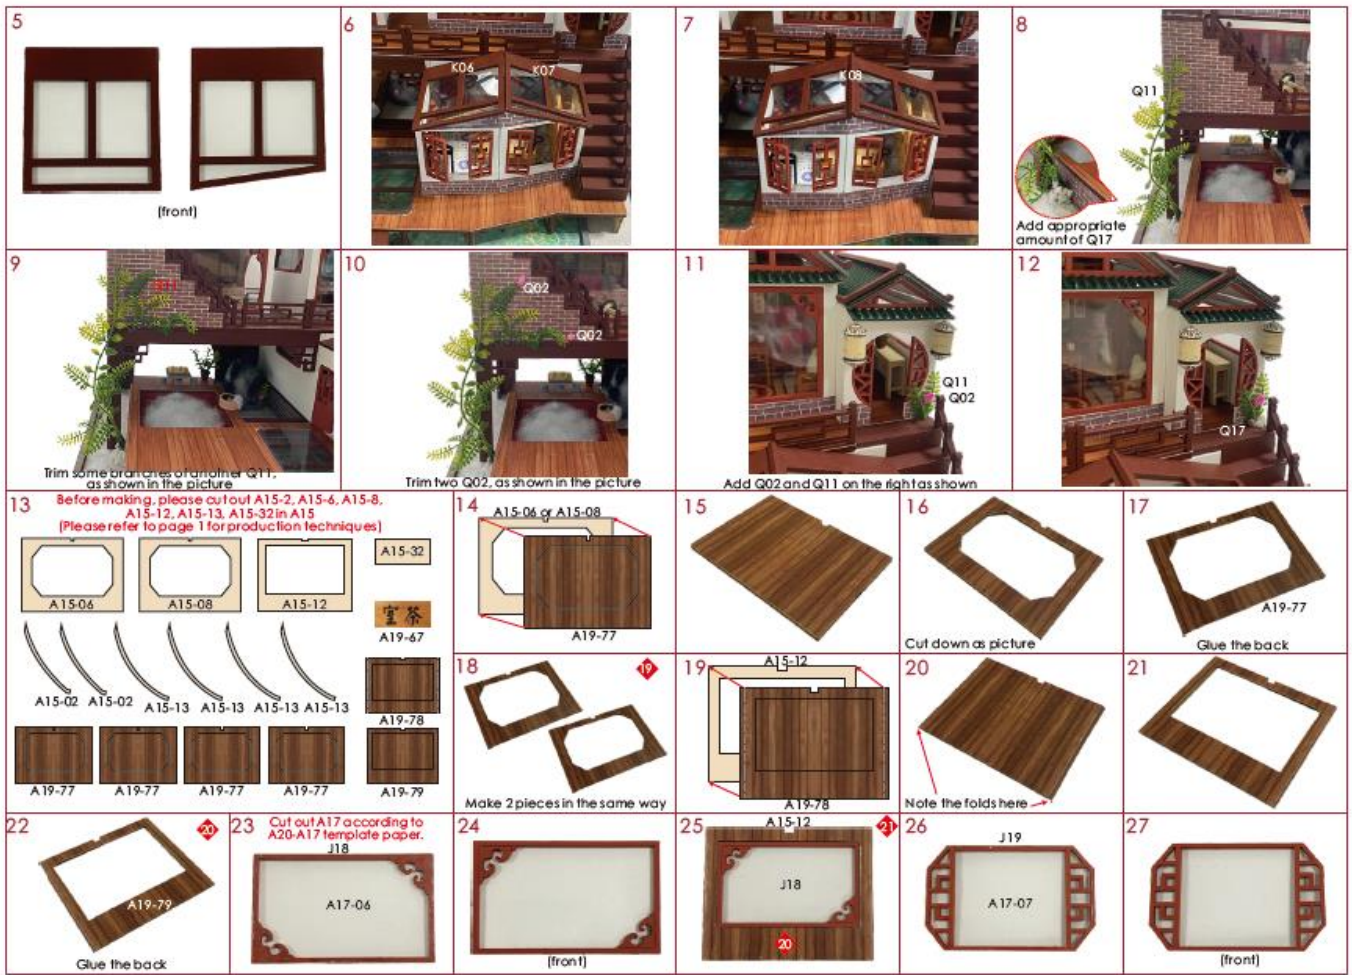 5
(front)
6
K06
K07
7
K08
8
Q11
Add appropriate
amount of Q17
9
Q11
Trim some branches of another Q11,
as shown in the picture
10
Q02
Q02
Trim two Q02, as shown in the picture
11
Q11
Q02
Add Q02 and Q11 on the right as shown
12
Q17
13
Before making, please cut out A15-2, A15-6, A15-8,
A15-12, A15-13, A15-32 in A15
(Please refer to page 1 for production techniques)
A15-06
A15-08
A15-12
A15-32
室茶
A19-67
A15-02 A15-02 A15-13 A15-13 A15-13 A15-13
A19-78
A19-77 A19-77 A19-77 A19-77
A19-79
14
A15-06 or A15-08
A19-77
15
16
Cut down as picture
17
A19-77
Glue the back
18
19
Make 2 pieces in the same way
19
A15-12
A19-78
20
Note the folds here
21
22
20
A19-79
Glue the back
23
Cut out A17 according to
A20-A17 template paper.
J18
A17-06
24
(front)
25
A15-12
21
J18
20
26
J19
A17-07
27
(front)